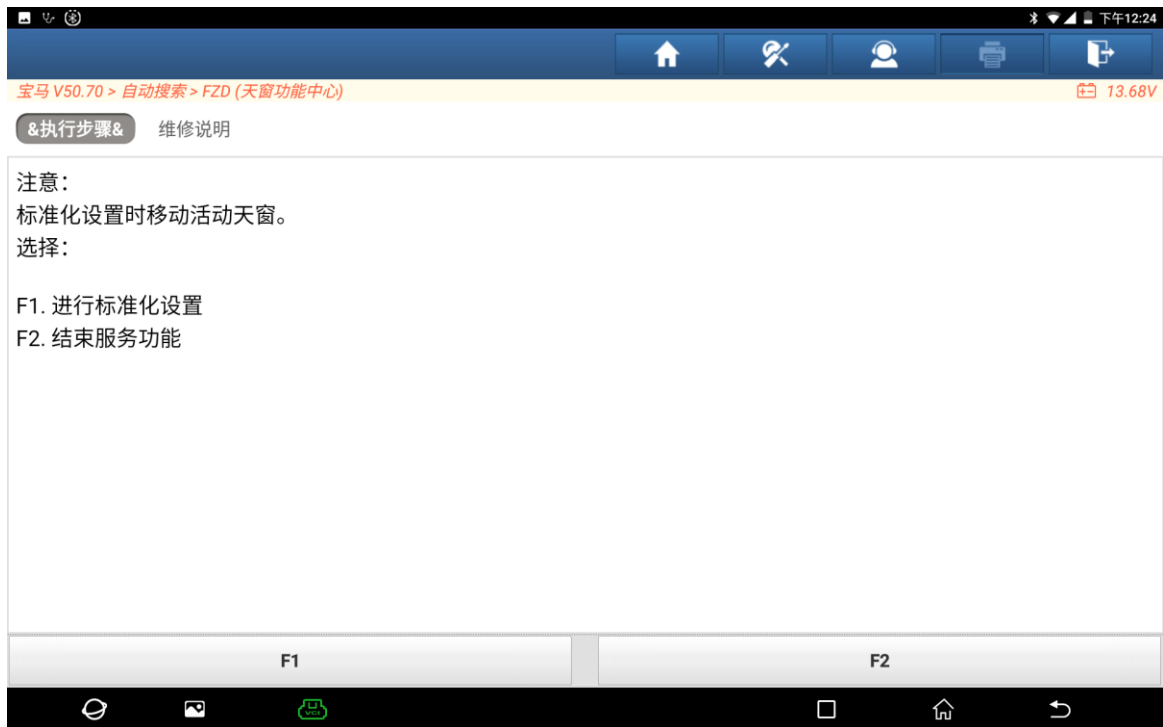 下午12:24
宝马 V50.70 > 自动搜索 > FZD (天窗功能中心)
13.68V
&执行步骤&
维修说明
注意：
标准化设置时移动活动天窗。
选择：
F1. 进行标准化设置
F2. 结束服务功能
F1
F2
VCI